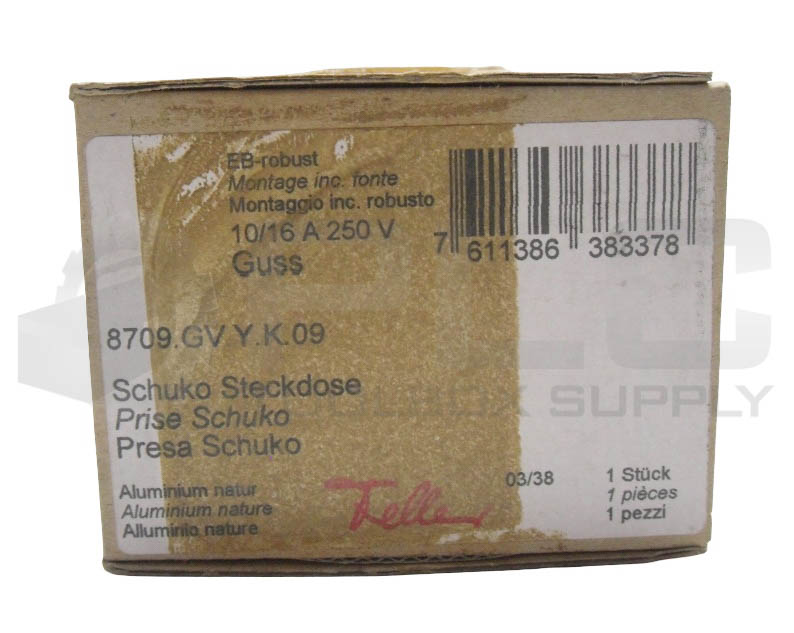 EB-robust
Montage inc. fonte
Montaggio inc. robusto
10/16 A 250 V
Guss
7 611386 383378
8709.GV Y.K.09
Schuko Steckdose
Prise Schuko
Presa Schuko
Aluminium natur
Aluminium nature
Alluminio nature
Feller
03/38
1 Stück
1 pièces
1 pezzi
PLC
TOOLBOX SUPPLY